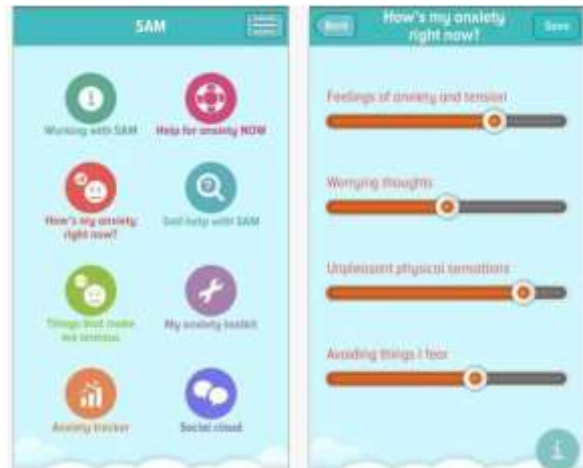 SAM
Working with SAM
Help for anxiety NOW
How's my anxiety
right now?
Self help with SAM
Things that make
me anxious
My anxiety toolkit
Anxiety tracker
Social cloud
Back
How's my anxiety
right now?
Save
Feelings of anxiety and tension
Worrying thoughts
Unpleasant physical sensations
Avoiding things I fear